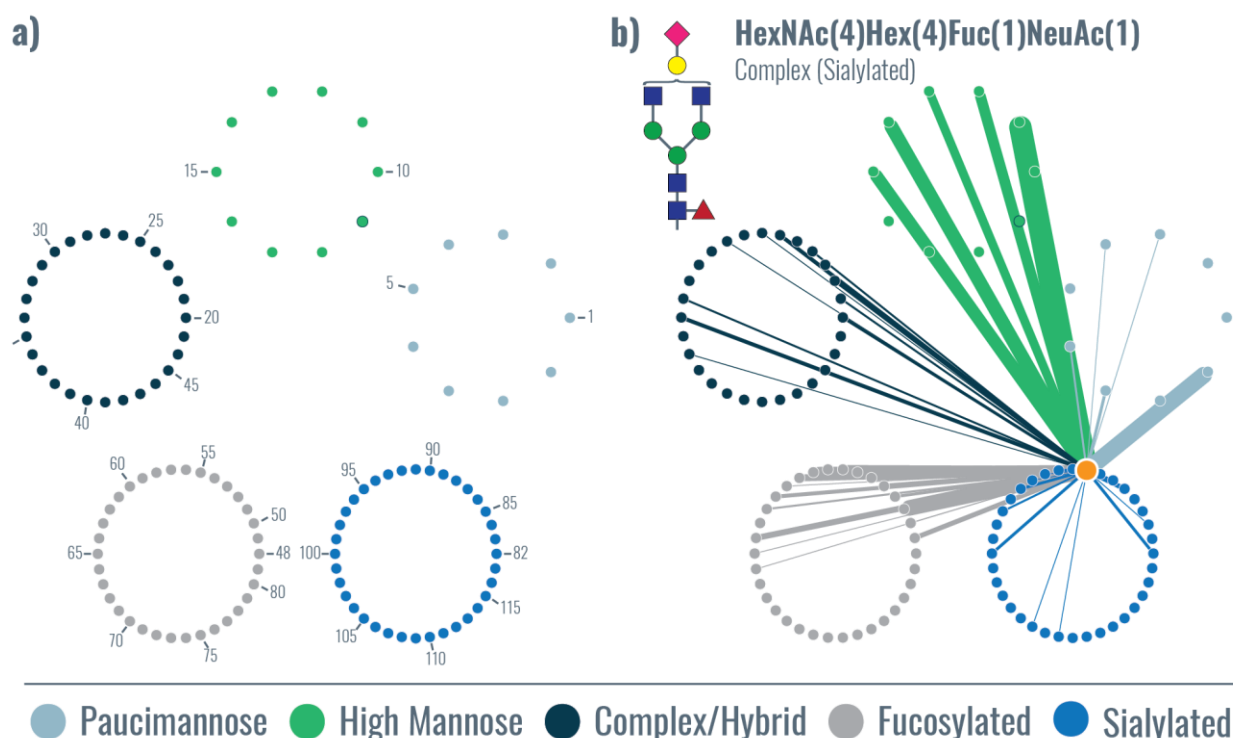 a)
b)
HexNAc(4)Hex(4)Fuc(1)NeuAc(1)
Complex (Sialylated)
15
10
25
30
5
1
20
45
40
55
60
50
65
48
80
70
75
90
95
85
100
82
115
105
110
Paucimannose
High Mannose
Complex/Hybrid
Fucosylated
Sialylated